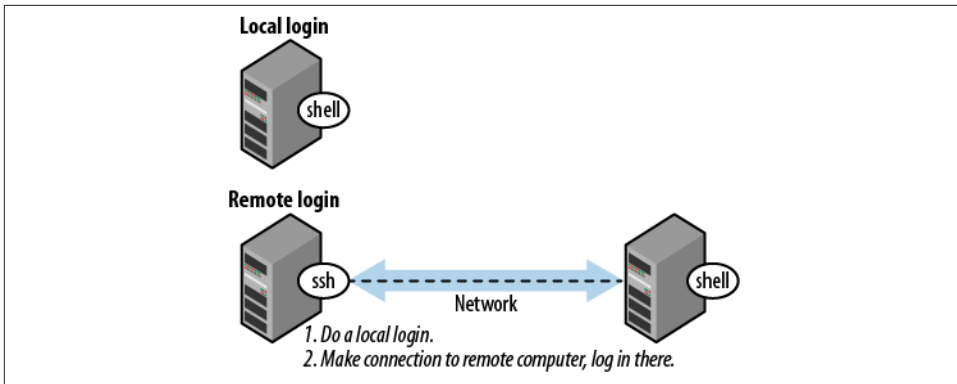 Local login
shell
Remote login
ssh
shell
Network
1. Do a local login.
2. Make connection to remote computer, log in there.